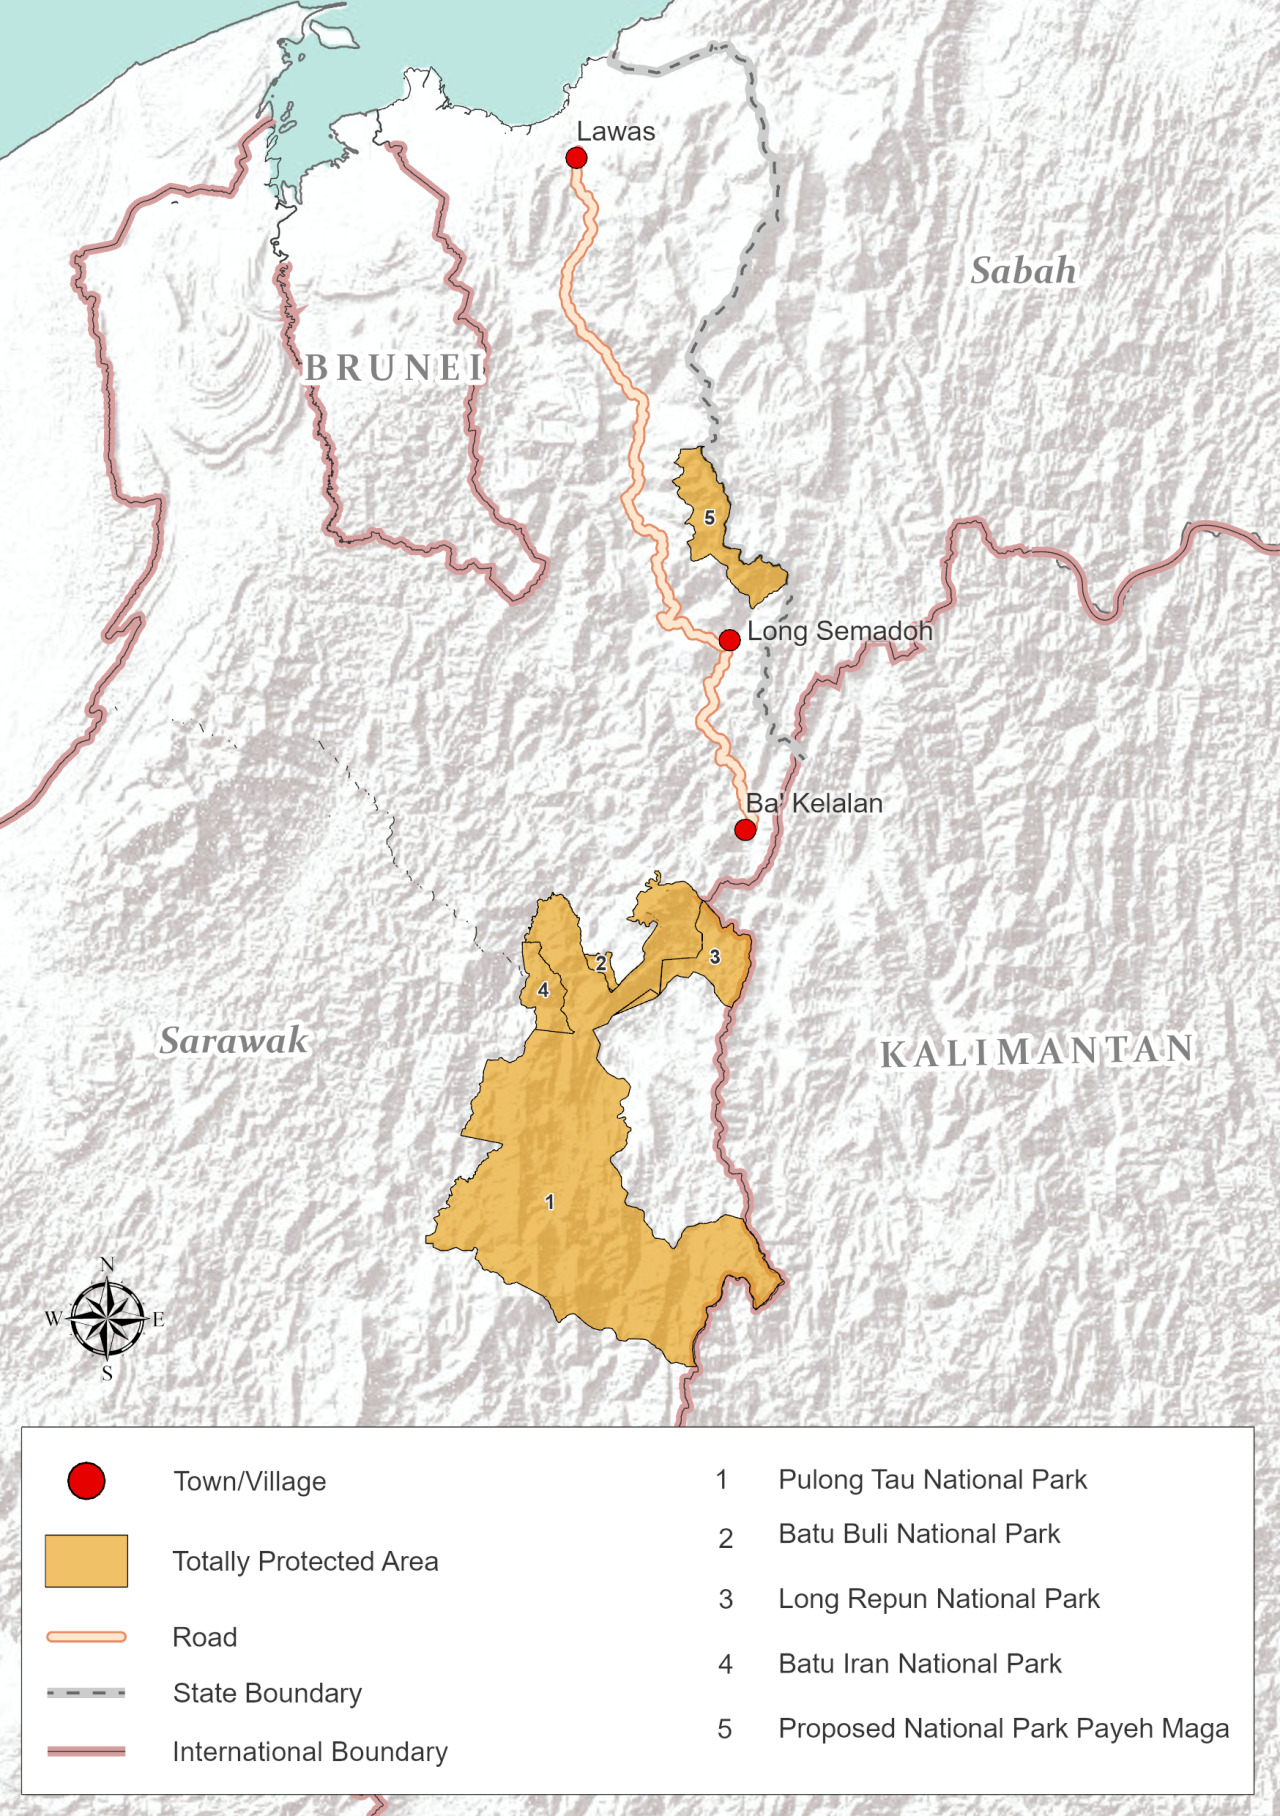 Lawas
Sabah
BRUNEI
5
Long Semadoh
Ba' Kelalan
2
3
4
Sarawak
KALIMANTAN
1
N
W E
S
Town/Village
Totally Protected Area
Road
State Boundary
International Boundary
1 Pulong Tau National Park
2 Batu Buli National Park
3 Long Repun National Park
4 Batu Iran National Park
5 Proposed National Park Payeh Maga